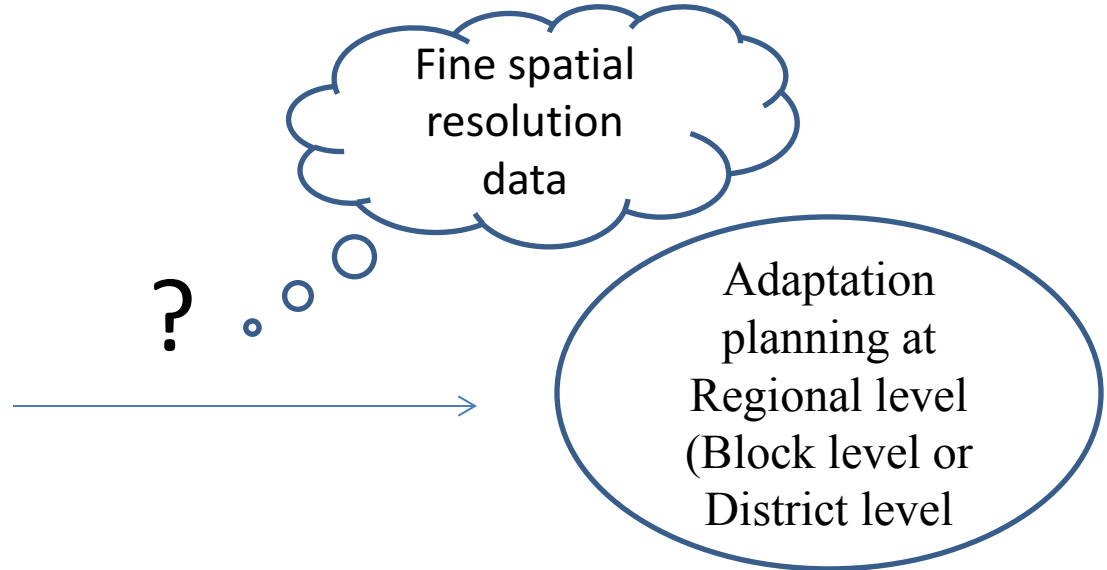 Fine spatial
resolution
data
?
Adaptation
planning at
Regional level
(Block level or
District level